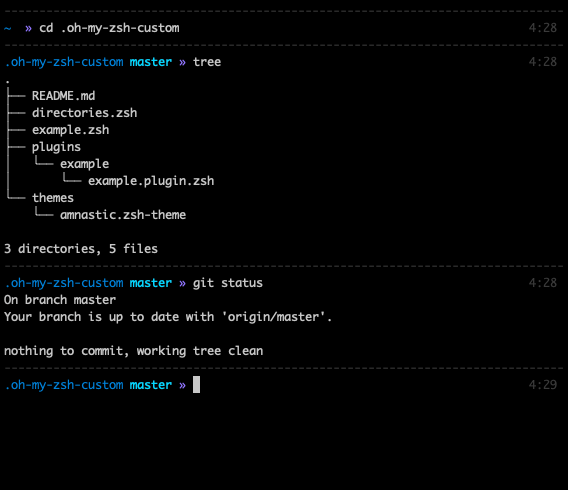 ~  » cd .oh-my-zsh-custom 4:28
.oh-my-zsh-custom master » tree 4:28
.
├── README.md
├── directories.zsh
├── example.zsh
├── plugins
│   └── example
│       └── example.plugin.zsh
└── themes
    └── amnastic.zsh-theme

3 directories, 5 files
.oh-my-zsh-custom master » git status 4:28
On branch master
Your branch is up to date with 'origin/master'.

nothing to commit, working tree clean
.oh-my-zsh-custom master » 4:29